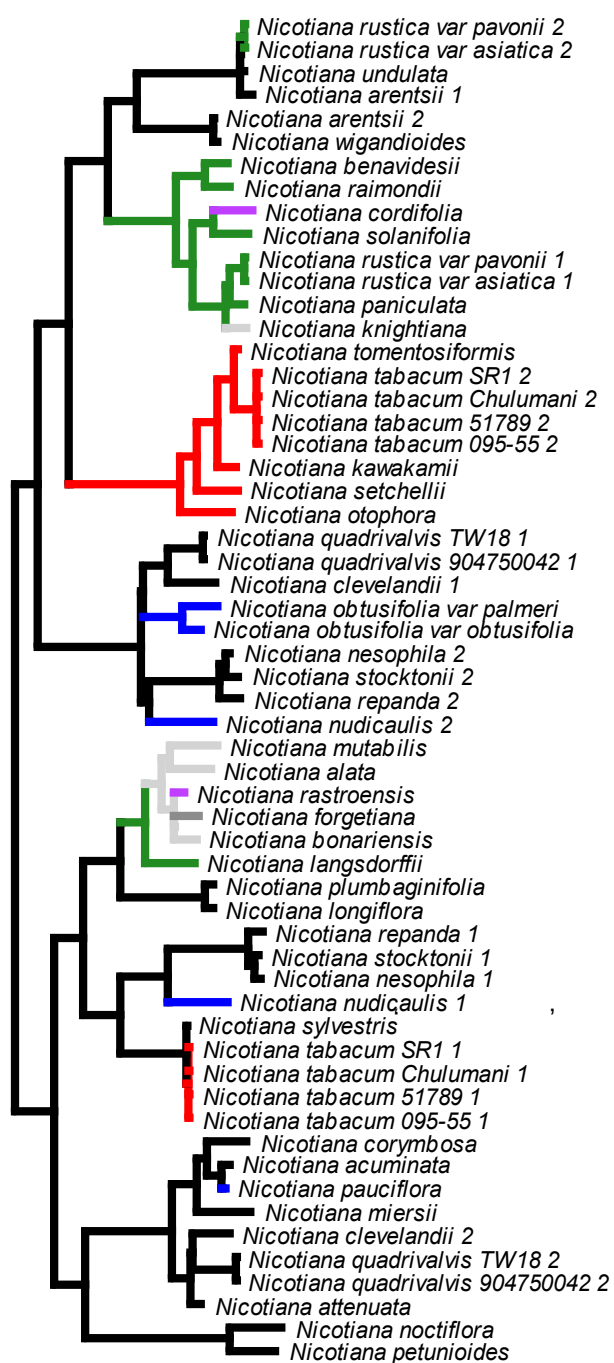 Nicotiana rustica var pavonii 2
Nicotiana rustica var asiatica 2
Nicotiana undulata
Nicotiana arentsii 1
Nicotiana arentsii 2
Nicotiana wigandioides
Nicotiana benavidesii
Nicotiana raimondii
Nicotiana cordifolia
Nicotiana solanifolia
Nicotiana rustica var pavonii 1
Nicotiana rustica var asiatica 1
Nicotiana paniculata
Nicotiana knightiana
Nicotiana tomentosiformis
Nicotiana tabacum SR1 2
Nicotiana tabacum Chulumani 2
Nicotiana tabacum 51789 2
Nicotiana tabacum 095-55 2
Nicotiana kawakamii
Nicotiana setchellii
Nicotiana otophora
Nicotiana quadrivalvis TW18 1
Nicotiana quadrivalvis 904750042 1
Nicotiana clevelandii 1
Nicotiana obtusifolia var palmeri
Nicotiana obtusifolia var obtusifolia
Nicotiana nesophila 2
Nicotiana stocktonii 2
Nicotiana repanda 2
Nicotiana nudicaulis 2
Nicotiana mutabilis
Nicotiana alata
Nicotiana rastroensis
Nicotiana forgetiana
Nicotiana bonariensis
Nicotiana langsdorffii
Nicotiana plumbaginifolia
Nicotiana longiflora
Nicotiana repanda 1
Nicotiana stocktonii 1
Nicotiana nesophila 1
Nicotiana nudicaulis 1
, ,
Nicotiana sylvestris
Nicotiana tabacum SR1 1
Nicotiana tabacum Chulumani 1
Nicotiana tabacum 51789 1
Nicotiana tabacum 095-55 1
Nicotiana corymbosa
Nicotiana acuminata
Nicotiana pauciflora
Nicotiana miersii
Nicotiana clevelandii 2
Nicotiana quadrivalvis TW18 2
Nicotiana quadrivalvis 904750042 2
Nicotiana attenuata
Nicotiana noctiflora
Nicotiana petunioides